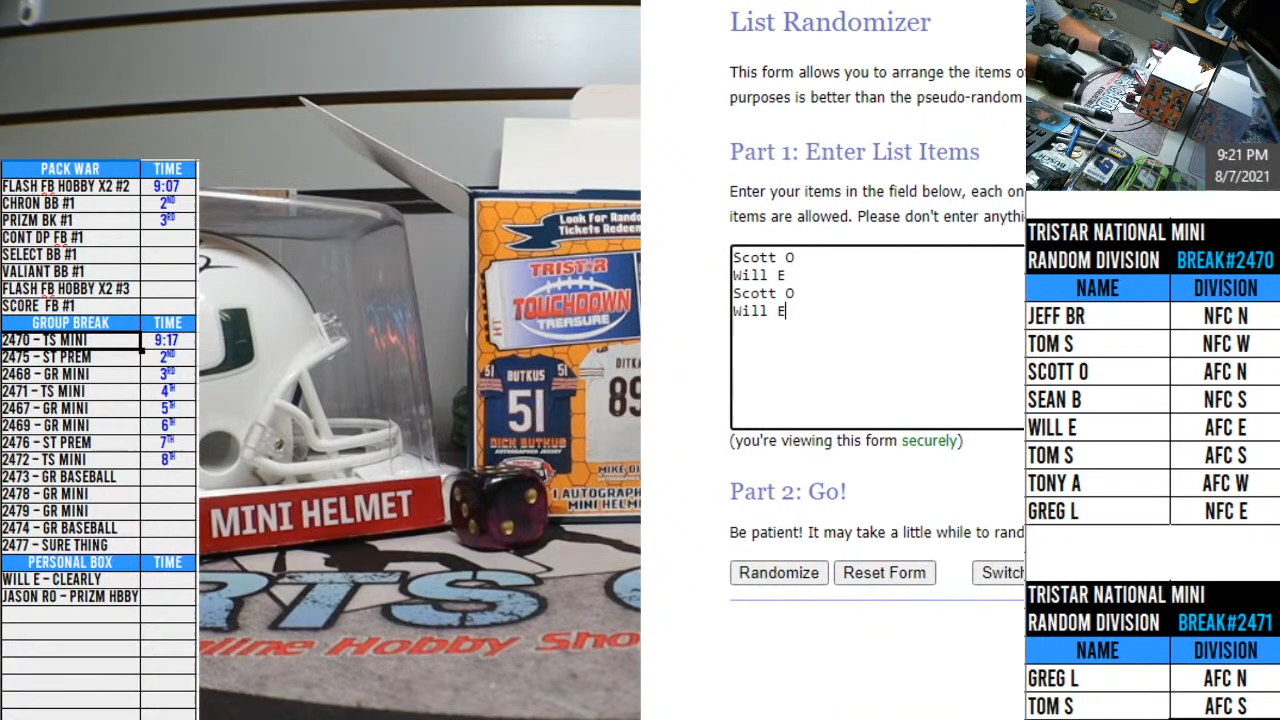 PACK WAR TIME
FLASH FB HOBBY X2 #2 9:07
CHRON BB #1 2ND
PRIZM BK #1 3RD
CONT DP FB #1
SELECT BB #1
VALIANT BB #1
FLASH FB HOBBY X2 #3
SCORE FB #1
GROUP BREAK TIME
2470 – TS MINI 9:17
2475 – ST PREM 2ND
2468 – GR MINI 3RD
2471 – TS MINI 4TH
2467 – GR MINI 5TH
2469 – GR MINI 6TH
2476 – ST PREM 7TH
2472 – TS MINI 8TH
2473 – GR BASEBALL
2478 – GR MINI
2479 – GR MINI
2474 – GR BASEBALL
2477 – SURE THING
PERSONAL BOX TIME
WILL E – CLEARLY
JASON RO – PRIZM HBBY
MINI HELMET
Look For
Tickets
TRISTAR
TOUCHDOWN
TREASURE
51 BUTKUS
51
DICK BUTKUS
AUTOGRAPHED JERSEY
89
MIKE
1 AUTOGRAPH
MINI
RTS
line Hobby Sho
List Randomizer
This form allows you to arrange the items o
purposes is better than the pseudo-random
Part 1: Enter List Items
Enter your items in the field below, each on
items are allowed. Please don't enter anythi
Scott O
Will E
Scott O
Will E
(you're viewing this form securely)
Part 2: Go!
Be patient! It may take a little while to rand
Randomize Reset Form Switch
9:21 PM
8/7/2021
TRISTAR NATIONAL MINI
RANDOM DIVISION BREAK#2470
NAME DIVISION
JEFF BR NFC N
TOM S NFC W
SCOTT O AFC N
SEAN B NFC S
WILL E AFC E
TOM S AFC S
TONY A AFC W
GREG L NFC E
TRISTAR NATIONAL MINI
RANDOM DIVISION BREAK#2471
NAME DIVISION
GREG L AFC N
TOM S AFC S